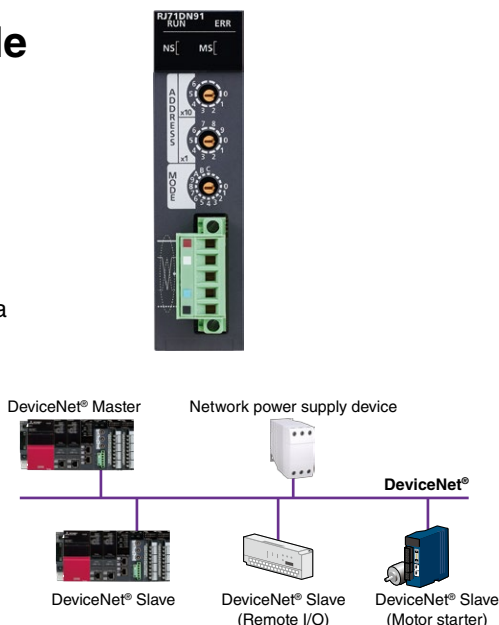 le
RJ71DN91
RUN ERR
NS MS
ADDRESS
x10
x1
MODE
a
DeviceNet® Master
Network power supply device
DeviceNet®
DeviceNet® Slave
DeviceNet® Slave
(Remote I/O)
DeviceNet® Slave
(Motor starter)